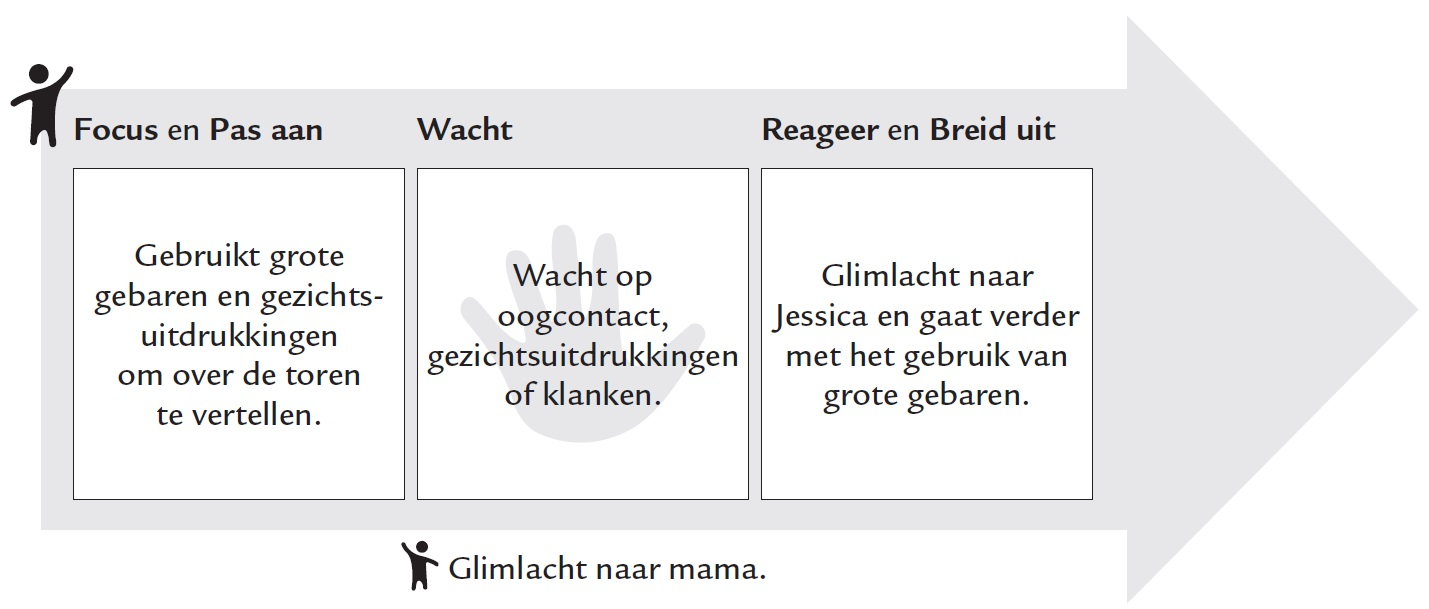 Focus en Pas aan
Gebruikt grote
gebaren en gezichts-
uitdrukkingen
om over de toren
te vertellen.
Wacht
Wacht op
oogcontact,
gezichtsuitdrukkingen
of klanken.
Reageer en Breid uit
Glimlacht naar
Jessica en gaat verder
met het gebruik van
grote gebaren.
Glimlacht naar mama.